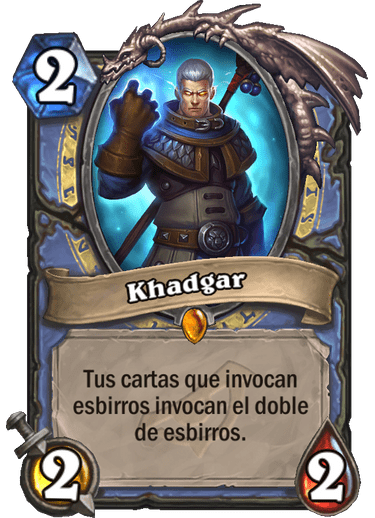 2
Khadgar
Tus cartas que invocan
esbirros invocan el doble
de esbirros.
2
2